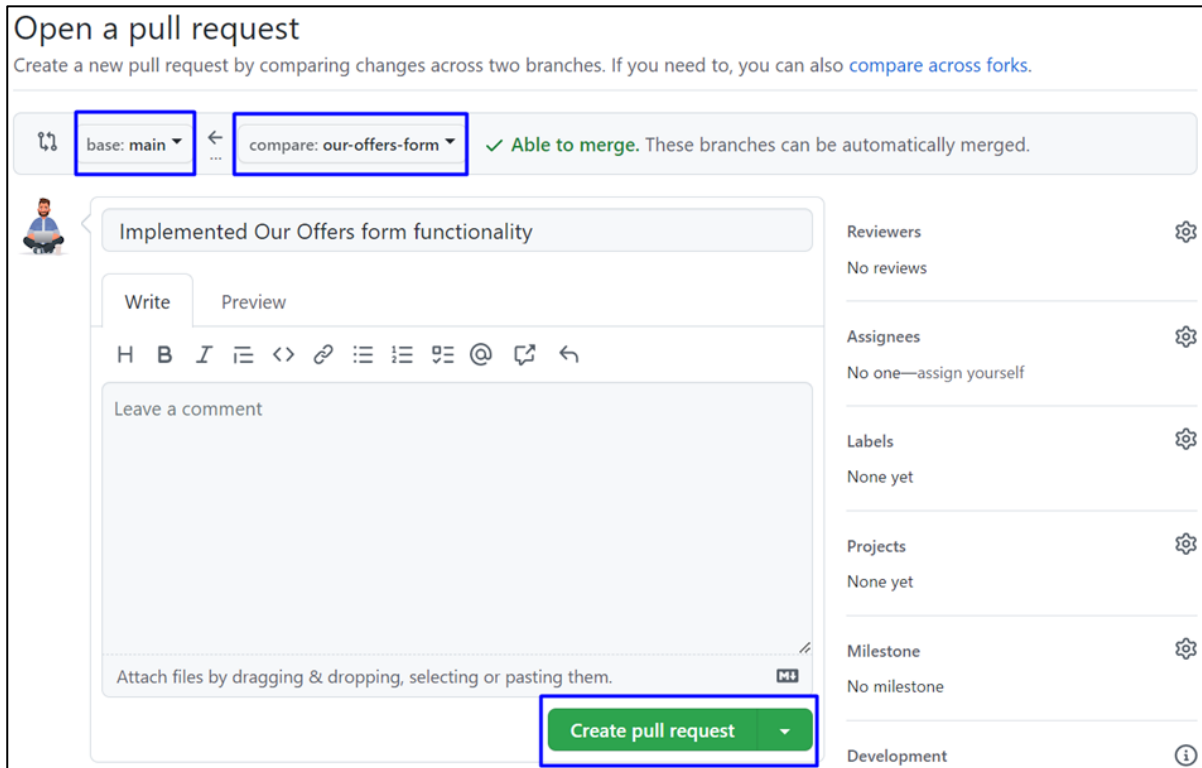 Open a pull request
Create a new pull request by comparing changes across two branches. If you need to, you can also compare across forks.
base: main
...
compare: our-offers-form
Able to merge. These branches can be automatically merged.
Implemented Our Offers form functionality
Write Preview
Leave a comment
Attach files by dragging & dropping, selecting or pasting them.
Create pull request
Reviewers
No reviews
Assignees
No one—assign yourself
Labels
None yet
Projects
None yet
Milestone
No milestone
Development